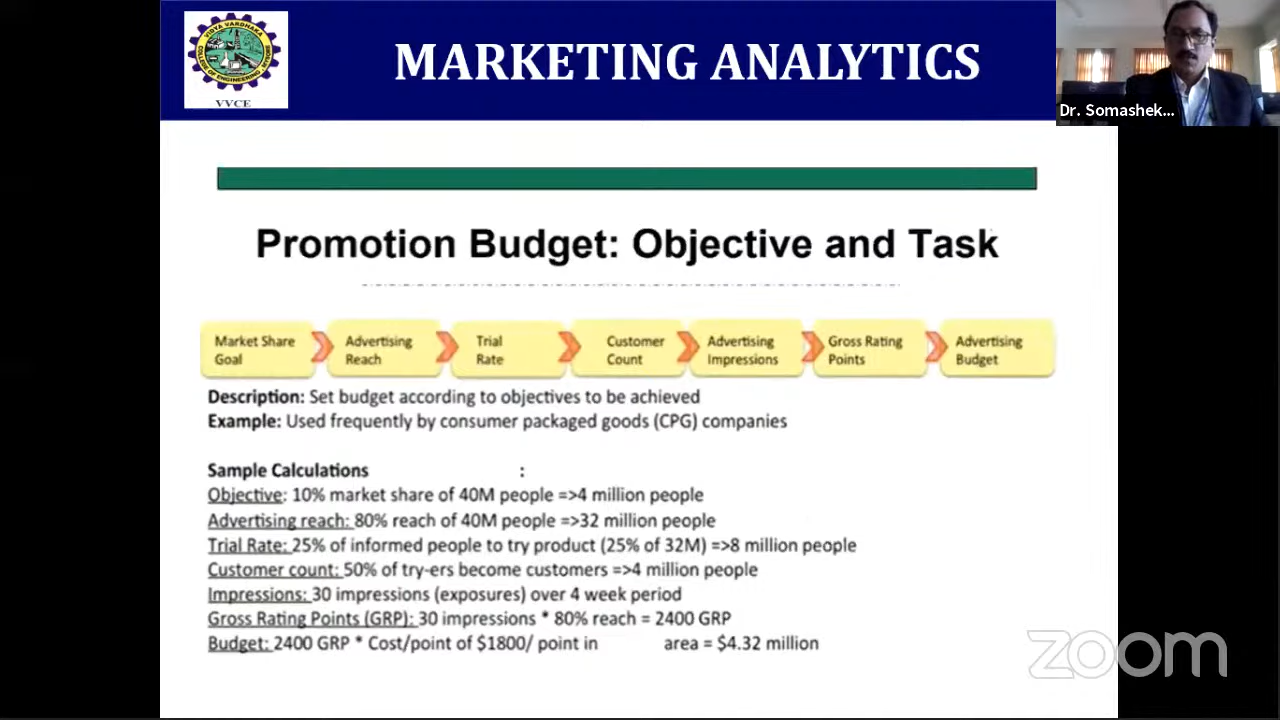 VIDYA VARDHAKA
COLLEGE OF ENGINEERING
VVCE
MARKETING ANALYTICS
Dr. Somashek...
Promotion Budget: Objective and Task
Market Share Goal
Advertising Reach
Trial Rate
Customer Count
Advertising Impressions
Gross Rating Points
Advertising Budget
Description: Set budget according to objectives to be achieved
Example: Used frequently by consumer packaged goods (CPG) companies
Sample Calculations :
Objective: 10% market share of 40M people =>4 million people
Advertising reach: 80% reach of 40M people =>32 million people
Trial Rate: 25% of informed people to try product (25% of 32M) =>8 million people
Customer count: 50% of try-ers become customers =>4 million people
Impressions: 30 impressions (exposures) over 4 week period
Gross Rating Points (GRP): 30 impressions * 80% reach = 2400 GRP
Budget: 2400 GRP * Cost/point of $1800/ point in area = $4.32 million
zoom